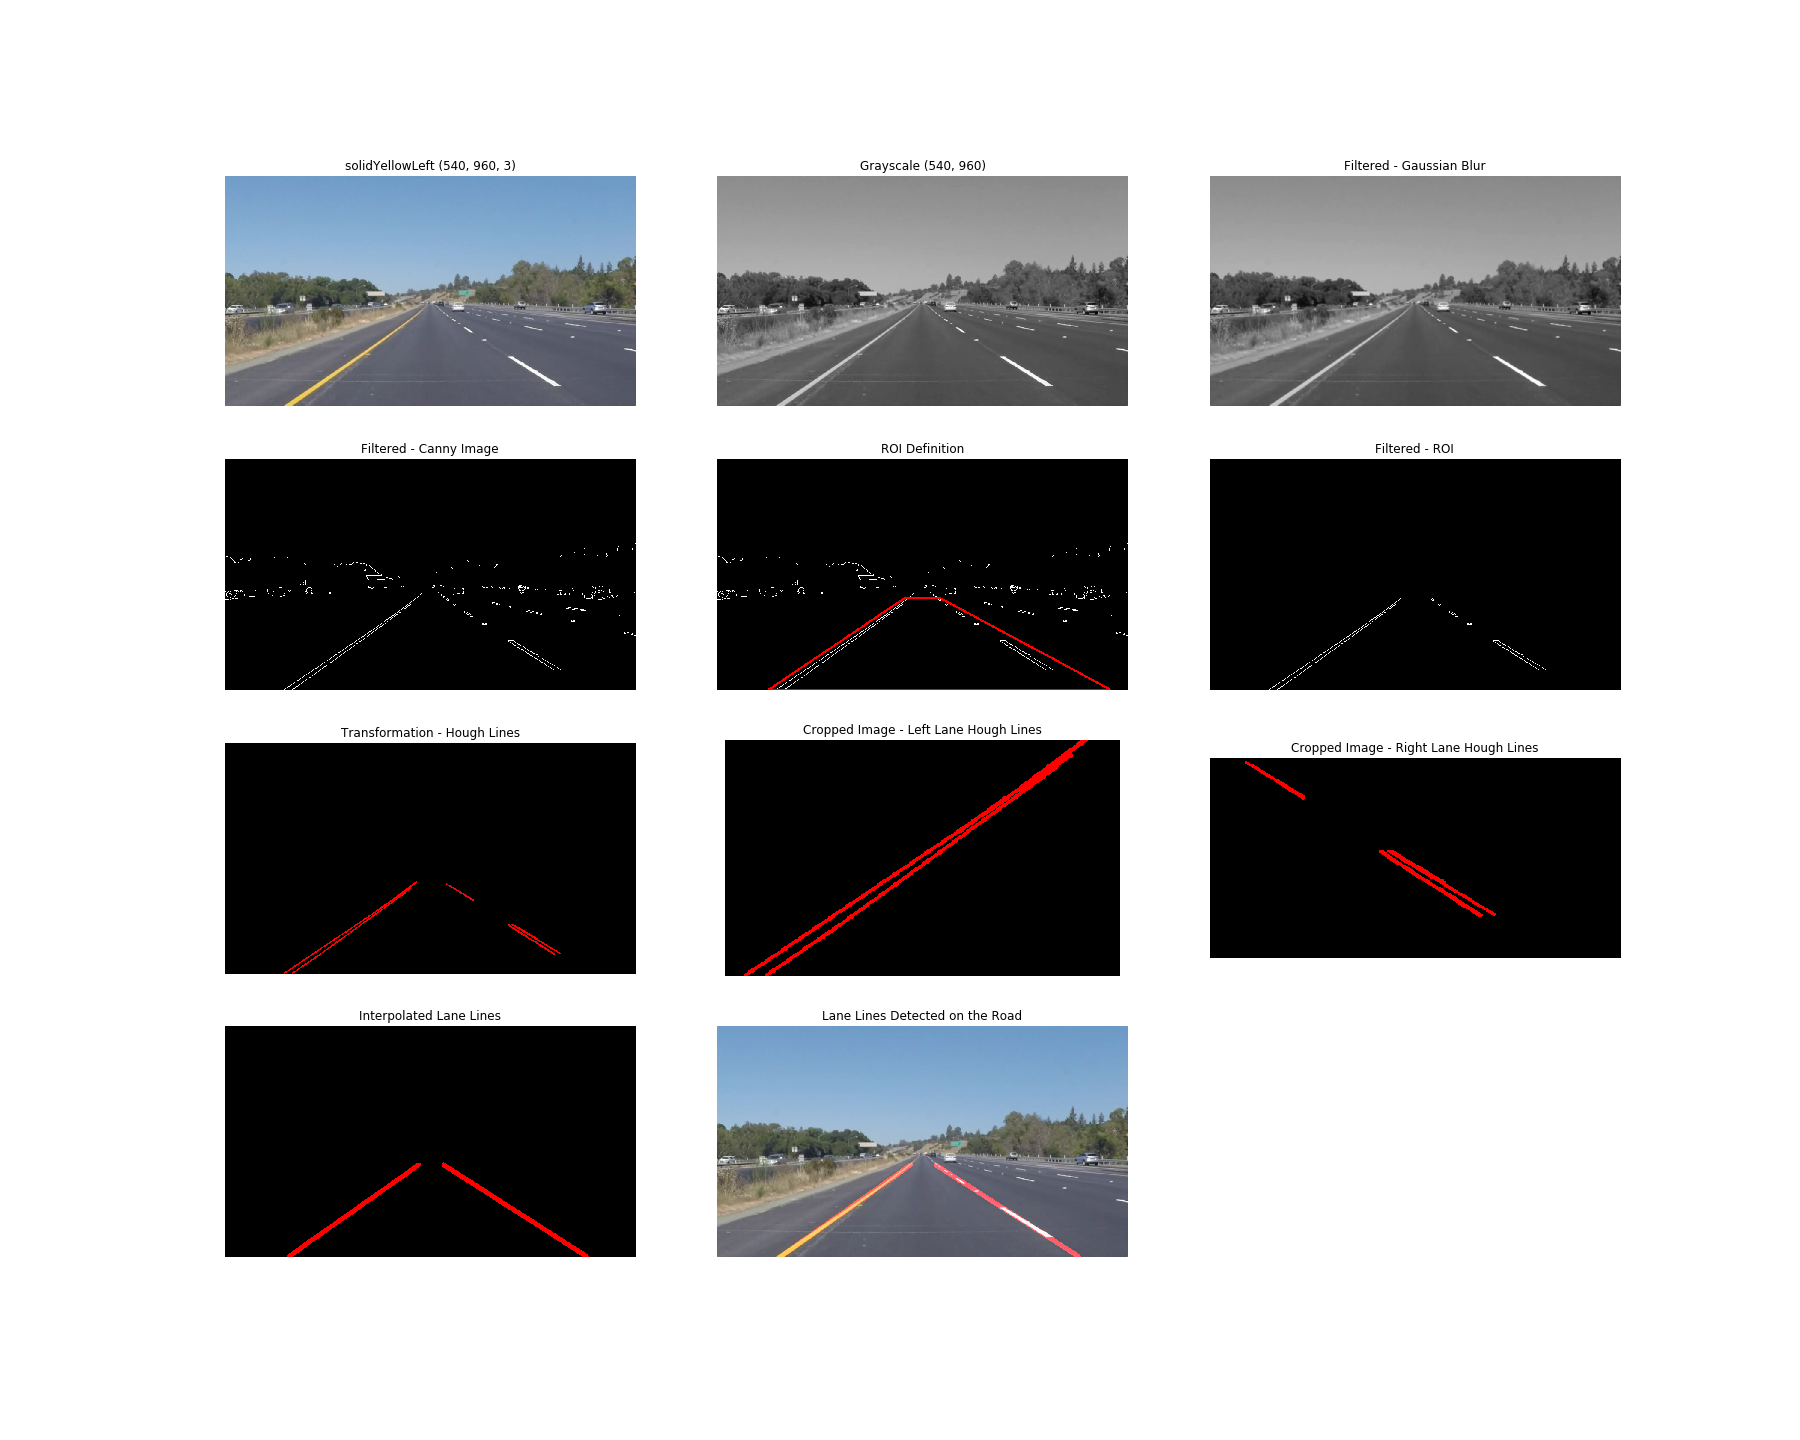 solidYellowLeft (540, 960, 3)
Grayscale (540, 960)
Filtered - Gaussian Blur
Filtered - Canny Image
ROI Definition
Filtered - ROI
Transformation - Hough Lines
Cropped Image - Left Lane Hough Lines
Cropped Image - Right Lane Hough Lines
Interpolated Lane Lines
Lane Lines Detected on the Road